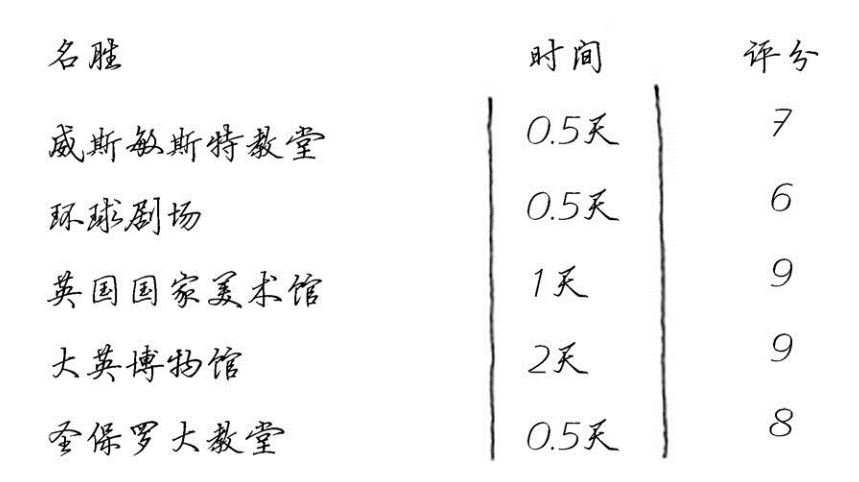 名胜 时间 评分
威斯敏斯特教堂 0.5天 7
环球剧场 0.5天 6
英国国家美术馆 1天 9
大英博物馆 2天 9
圣保罗大教堂 0.5天 8